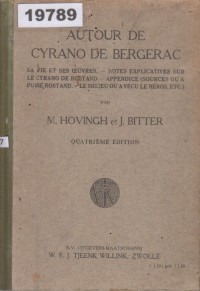 19789
AUTOUR DE
CYRANO DE BERGERAC
SA VIE ET SES ŒUVRES. — NOTES EXPLICATIVES SUR
LE CYRANO DE ROSTAND — APPENDICE (SOURCES OÙ A
PUISÉ ROSTAND. — LE MILIEU OÙ A VÉCU LE HÉROS, ETC.)
PAR
M. HOVINGH et J. BITTER
QUATRIÈME ÉDITION
N.V. UITGEVERS-MAATSCHAPPIJ
W. E. J. TJEENK WILLINK, ZWOLLE